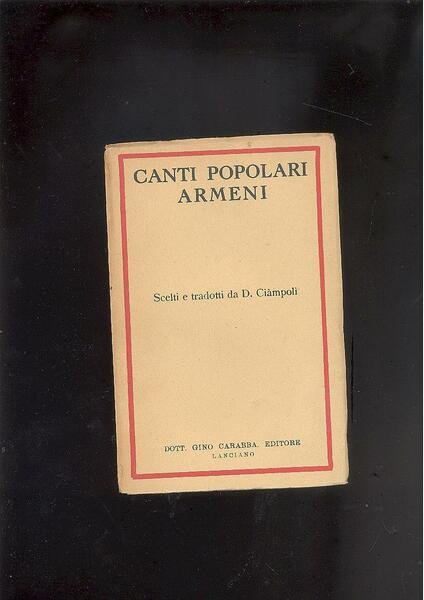 CANTI POPOLARI
ARMENI
Scelti e tradotti da D. Ciàmpoli
DOTT. GINO CARABBA. EDITORE
LANCIANO